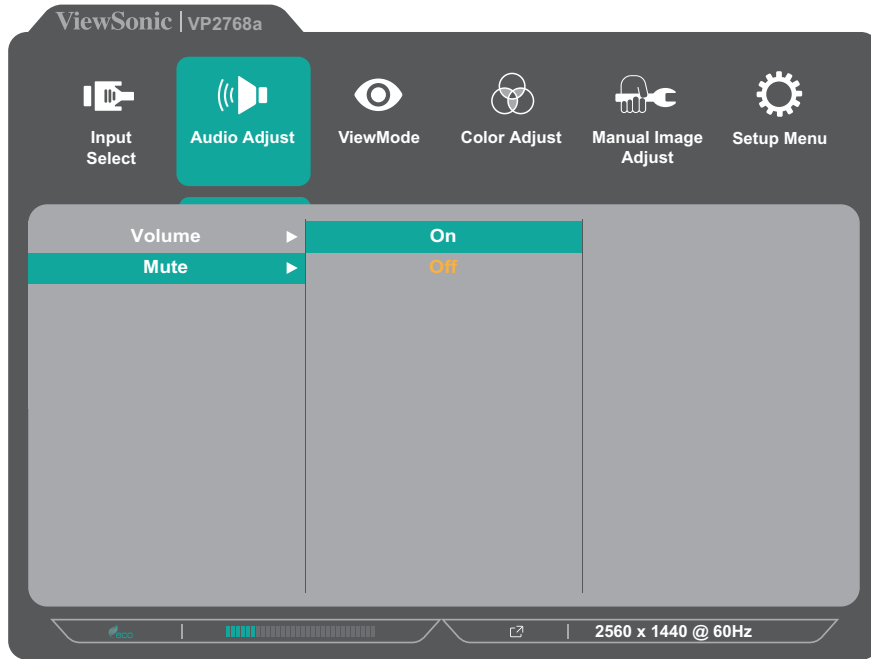 ViewSonic | VP2768a
Input Select
Audio Adjust
ViewMode
Color Adjust
Manual Image Adjust
Setup Menu
Volume
On
Mute
Off
eco
2560 x 1440 @ 60Hz